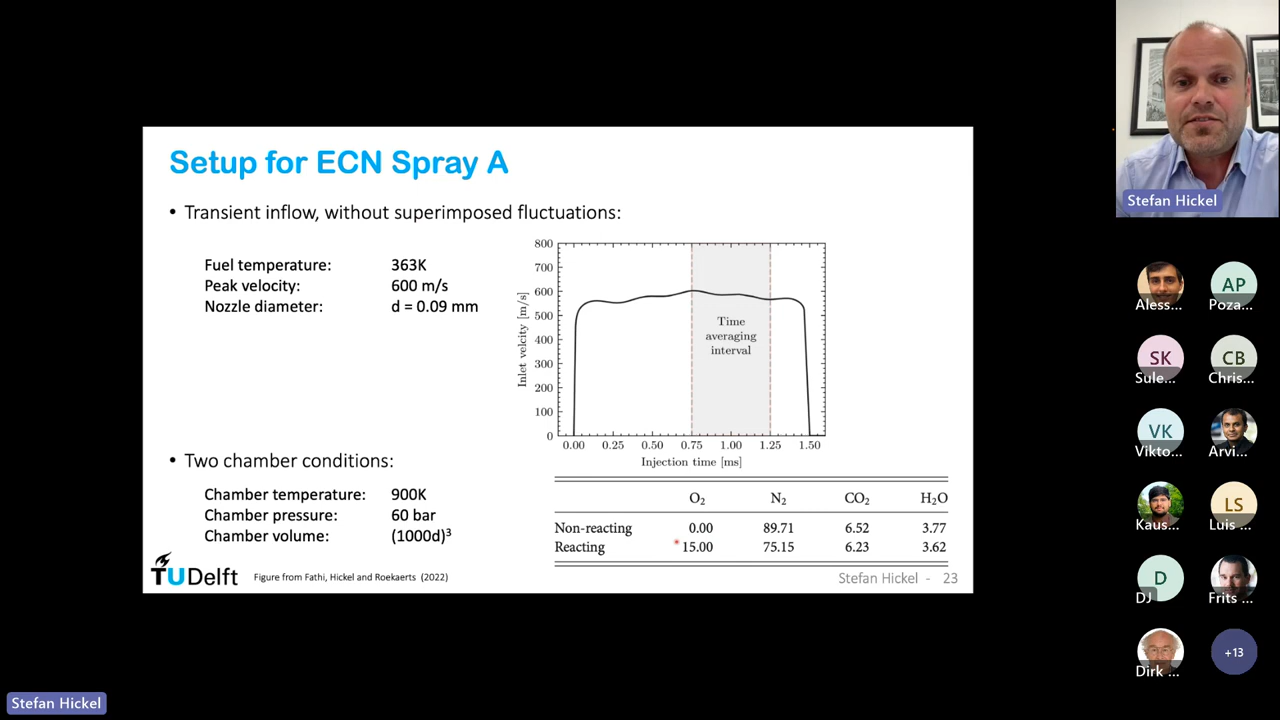 Setup for ECN Spray A
• Transient inflow, without superimposed fluctuations:
Fuel temperature: 363K
Peak velocity: 600 m/s
Nozzle diameter: d = 0.09 mm
800
700
600
500
400
300
200
100
0
Inlet velcity [m/s]
Time
averaging
interval
0.00 0.25 0.50 0.75 1.00 1.25 1.50
Injection time [ms]
• Two chamber conditions:
Chamber temperature: 900K
Chamber pressure: 60 bar
Chamber volume: (1000d)³
O₂ N₂ CO₂ H₂O
Non-reacting 0.00 89.71 6.52 3.77
Reacting 15.00 75.15 6.23 3.62
TUDelft
Figure from Fathi, Hickel and Roekaerts (2022)
Stefan Hickel - 23
Stefan Hickel
Aless...
AP
Poza...
SK
Sule...
CB
Chris...
VK
Vikto...
Arvi...
Kaus...
LS
Luis ...
D
DJ
Frits ...
Dirk ...
+13
Stefan Hickel